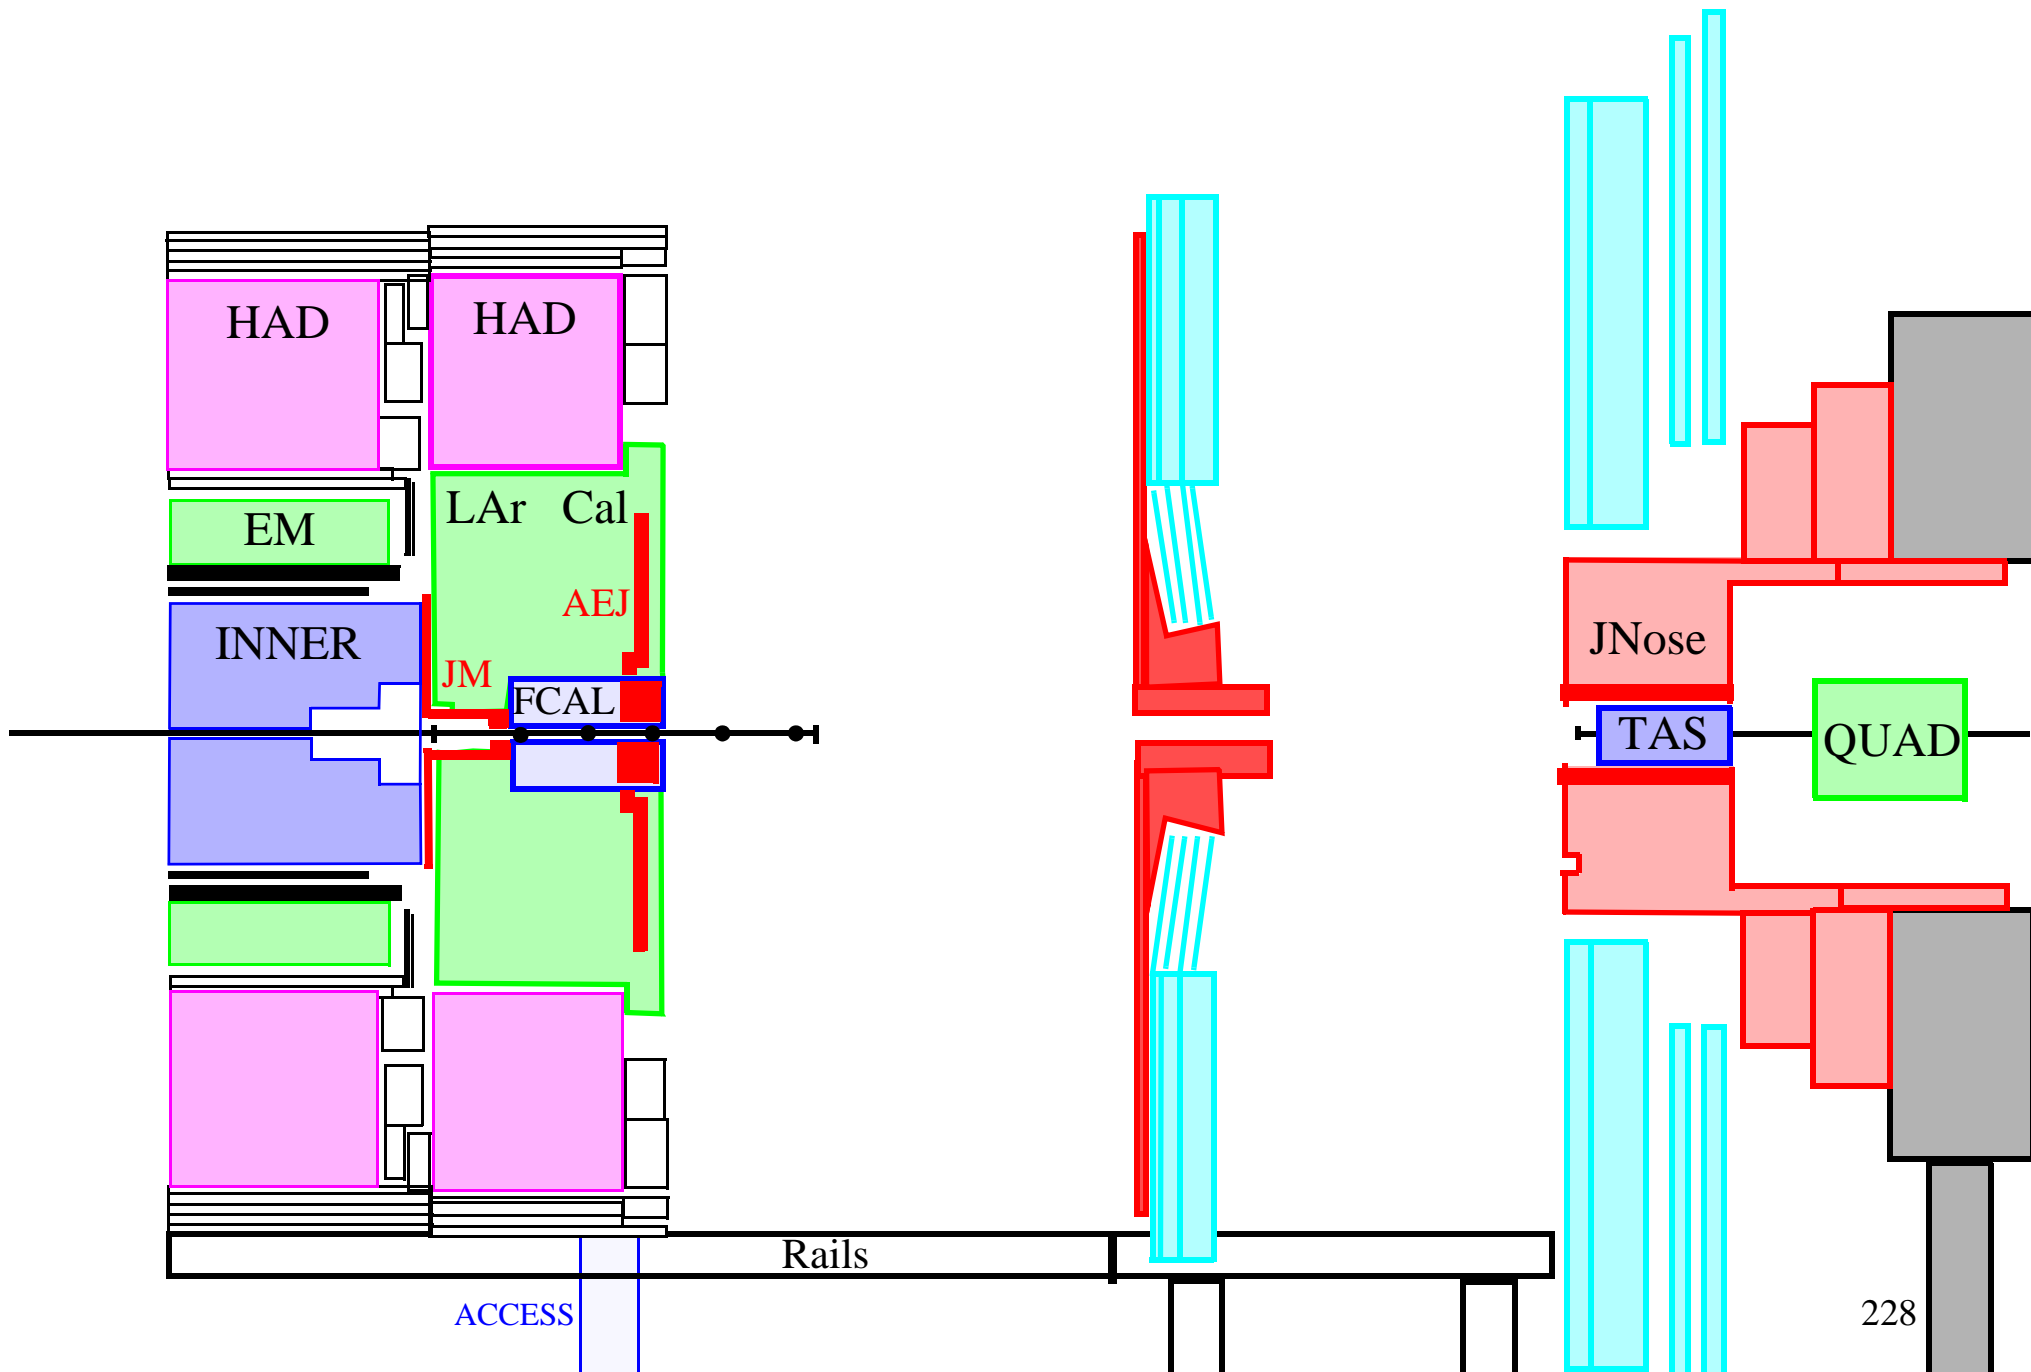 HAD
HAD
LAr Cal
EM
AEJ
INNER
JNose
JM
FCAL
TAS
QUAD
Rails
ACCESS
228